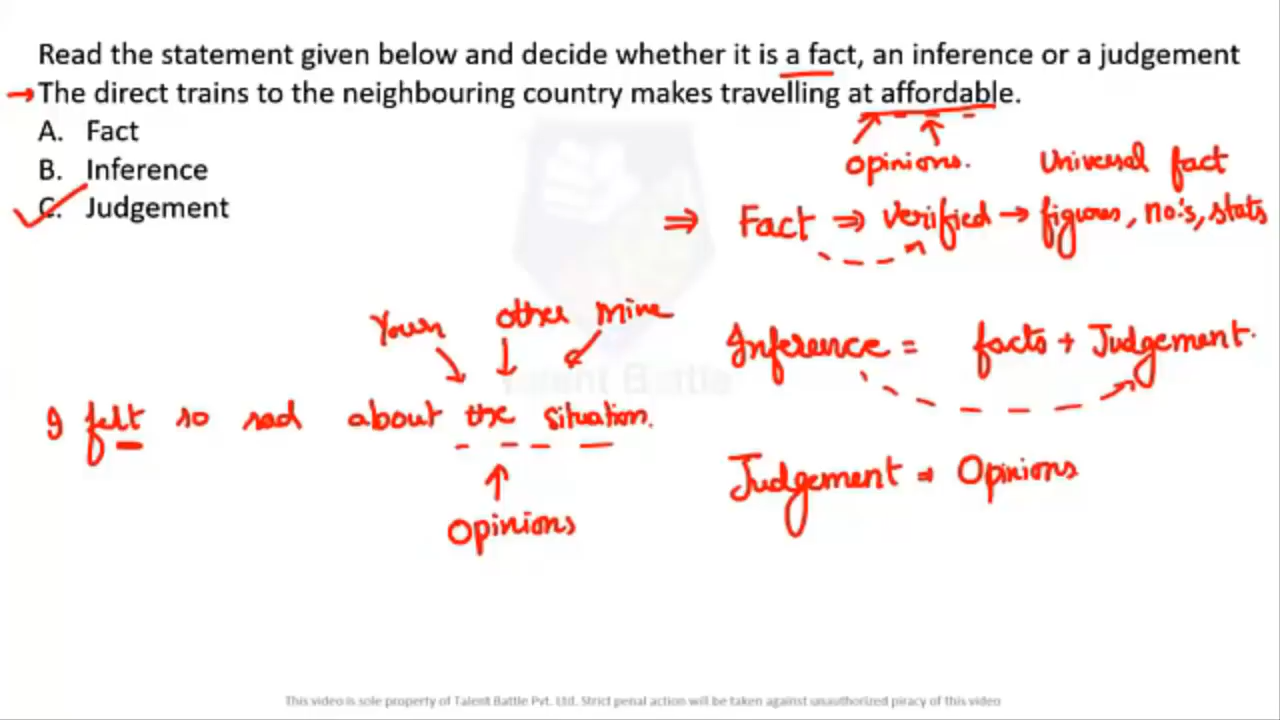 Read the statement given below and decide whether it is a fact, an inference or a judgement
→The direct trains to the neighbouring country makes travelling at affordable.
A. Fact
B. Inference
C. Judgement
opinions.
Universal fact
⇒ Fact ⇒ verified → figures, no's, stats
Yours other mine
Inference = facts + Judgement.
Talent Battle
I felt so sad about the situation.
Judgement → Opinions
Opinions
This video is sole property of Talent Battle Pvt. Ltd. Strict penal action will be taken against unauthorized piracy of this video